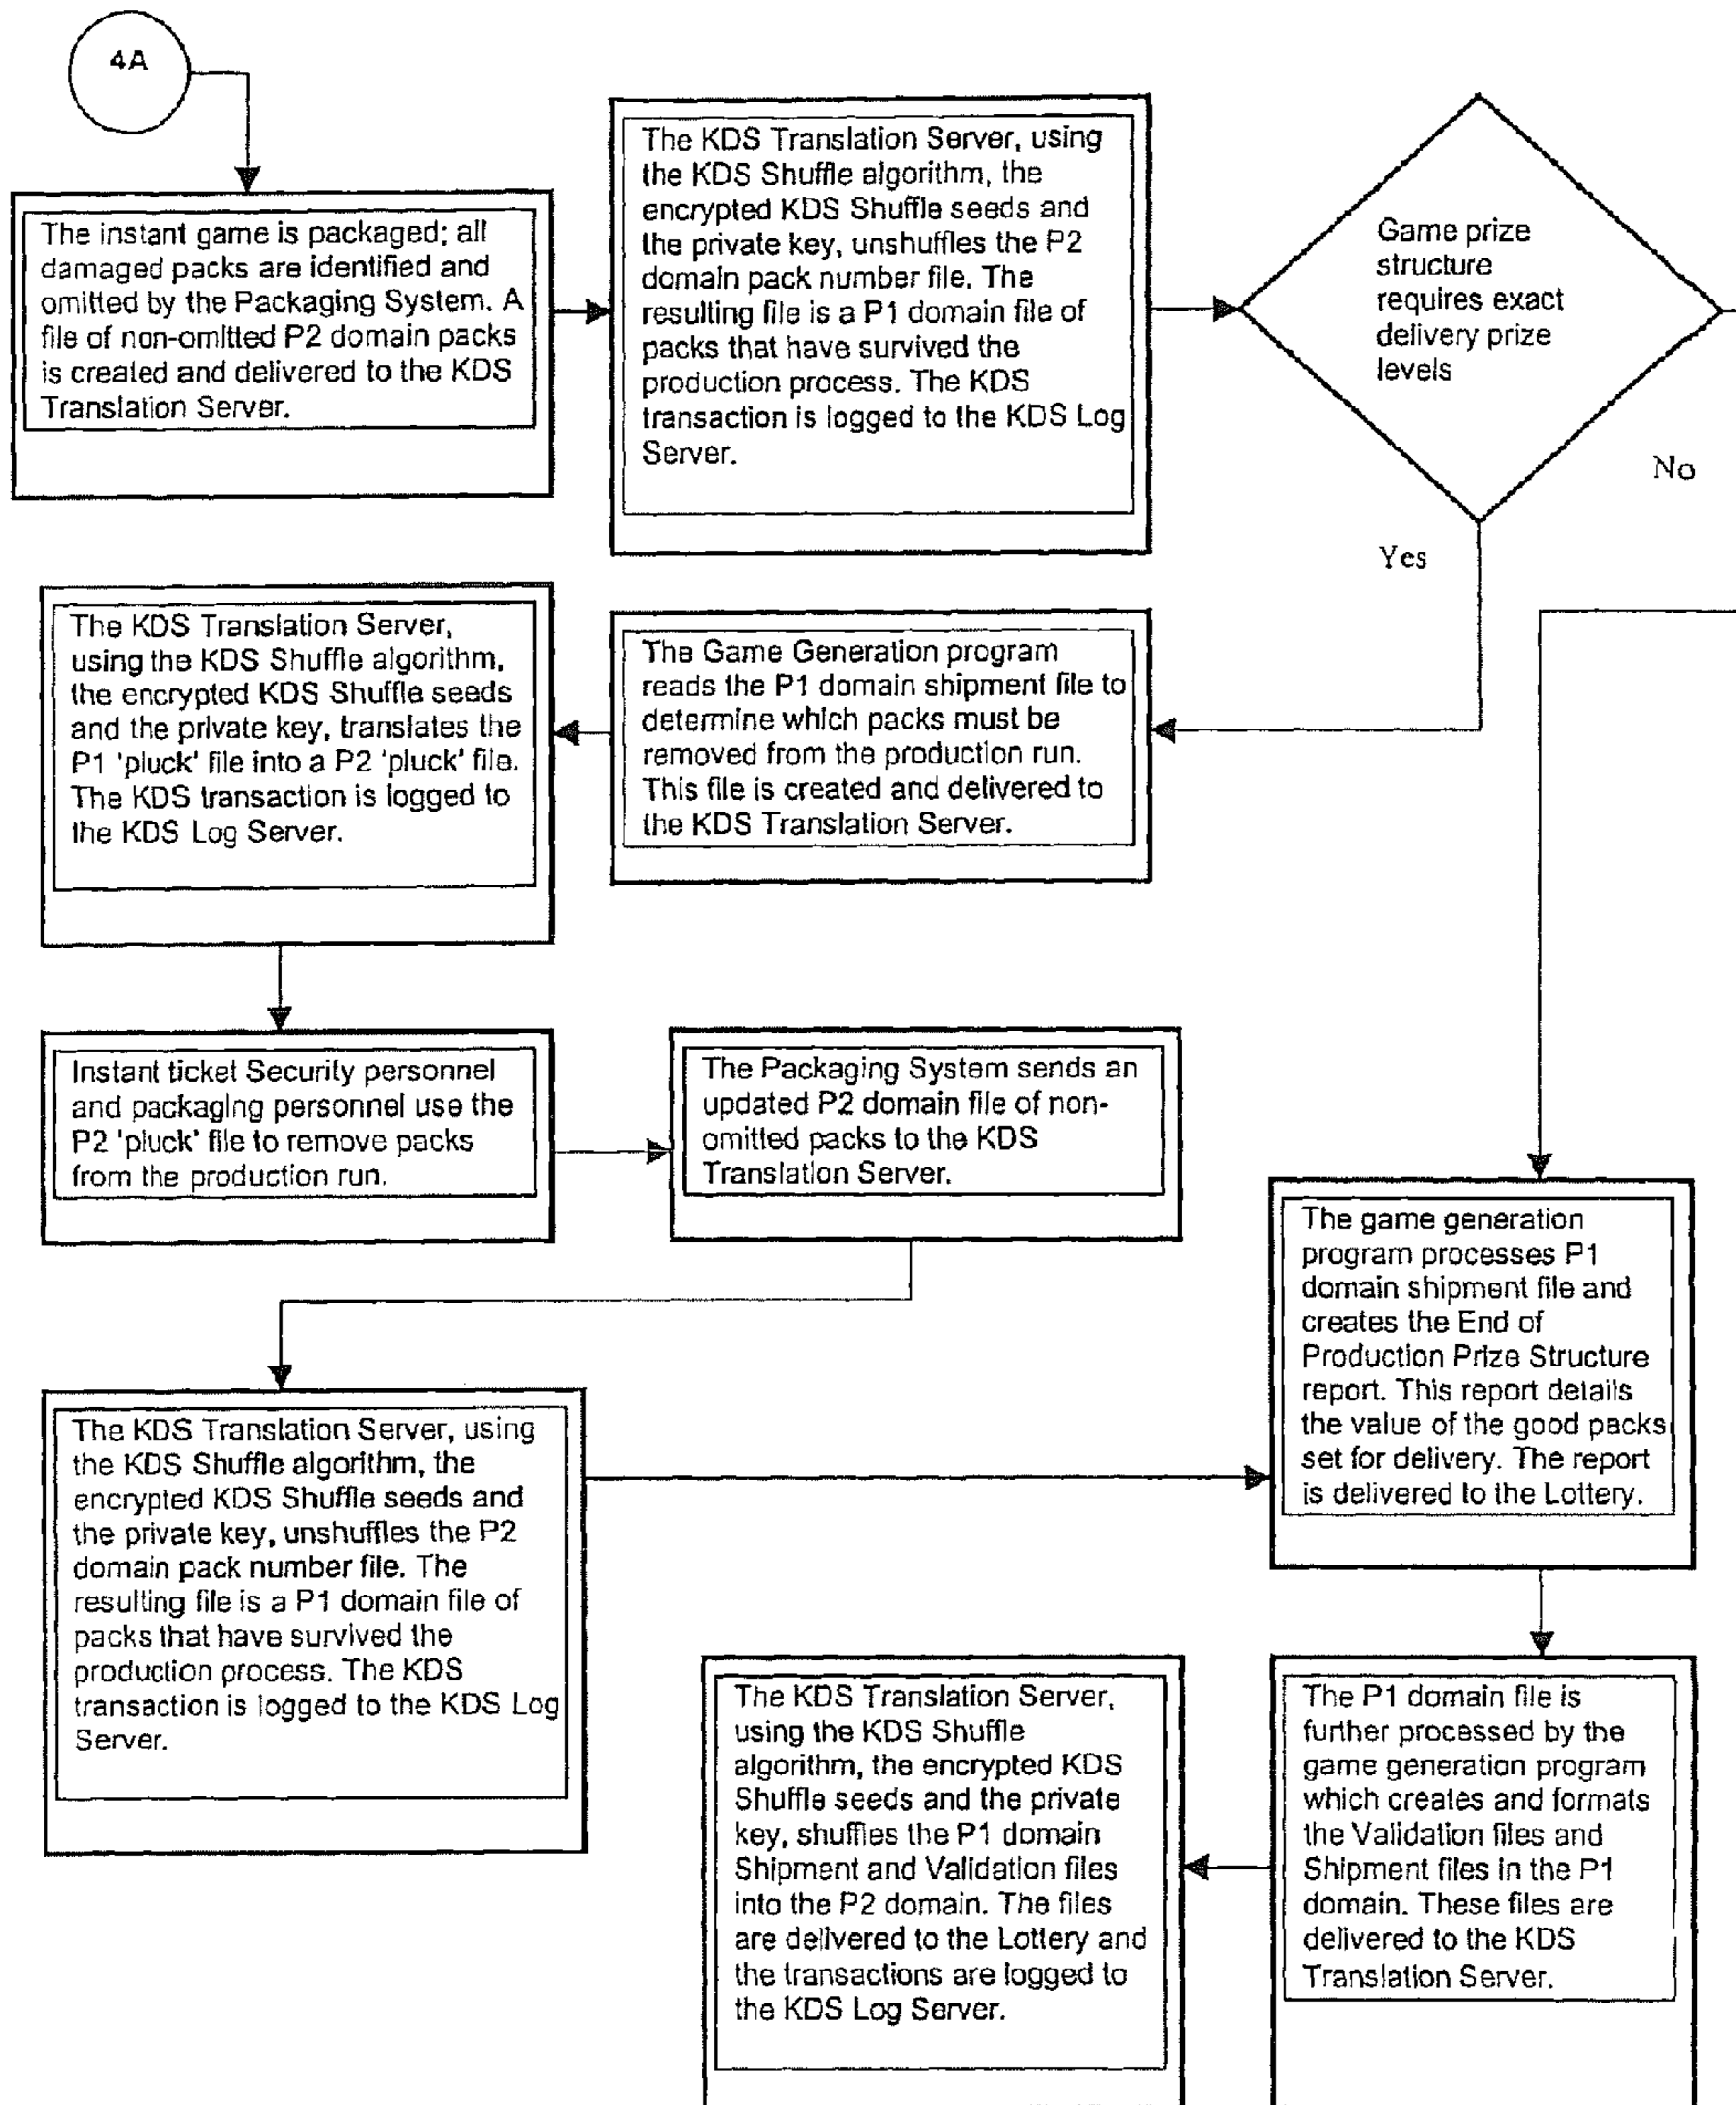 4A
The instant game is packaged; all
damaged packs are identified and
omitted by the Packaging System. A
file of non-omitted P2 domain packs
is created and delivered to the KDS
Translation Server.
The KDS Translation Server, using
the KDS Shuffle algorithm, the
encrypted KDS Shuffle seeds and
the private key, unshuffles the P2
domain pack number file. The
resulting file is a P1 domain file of
packs that have survived the
production process. The KDS
transaction is logged to the KDS Log
Server.
Game prize
structure
requires exact
delivery prize
levels
No
Yes
The Game Generation program
reads the P1 domain shipment file to
determine which packs must be
removed from the production run.
This file is created and delivered to
the KDS Translation Server.
The KDS Translation Server,
using the KDS Shuffle algorithm,
the encrypted KDS Shuffle seeds
and the private key, translates the
P1 'pluck' file into a P2 'pluck' file.
The KDS transaction is logged to
the KDS Log Server.
Instant ticket Security personnel
and packaging personnel use the
P2 'pluck' file to remove packs
from the production run.
The Packaging System sends an
updated P2 domain file of non-
omitted packs to the KDS
Translation Server.
The KDS Translation Server, using
the KDS Shuffle algorithm, the
encrypted KDS Shuffle seeds and
the private key, unshuffles the P2
domain pack number file. The
resulting file is a P1 domain file of
packs that have survived the
production process. The KDS
transaction is logged to the KDS Log
Server.
The game generation
program processes P1
domain shipment file and
creates the End of
Production Prize Structure
report. This report details
the value of the good packs
set for delivery. The report
is delivered to the Lottery.
The P1 domain file is
further processed by the
game generation program
which creates and formats
the Validation files and
Shipment files in the P1
domain. These files are
delivered to the KDS
Translation Server.
The KDS Translation Server,
using the KDS Shuffle
algorithm, the encrypted KDS
Shuffle seeds and the private
key, shuffles the P1 domain
Shipment and Validation files
into the P2 domain. The files
are delivered to the Lottery and
the transactions are logged to
the KDS Log Server.